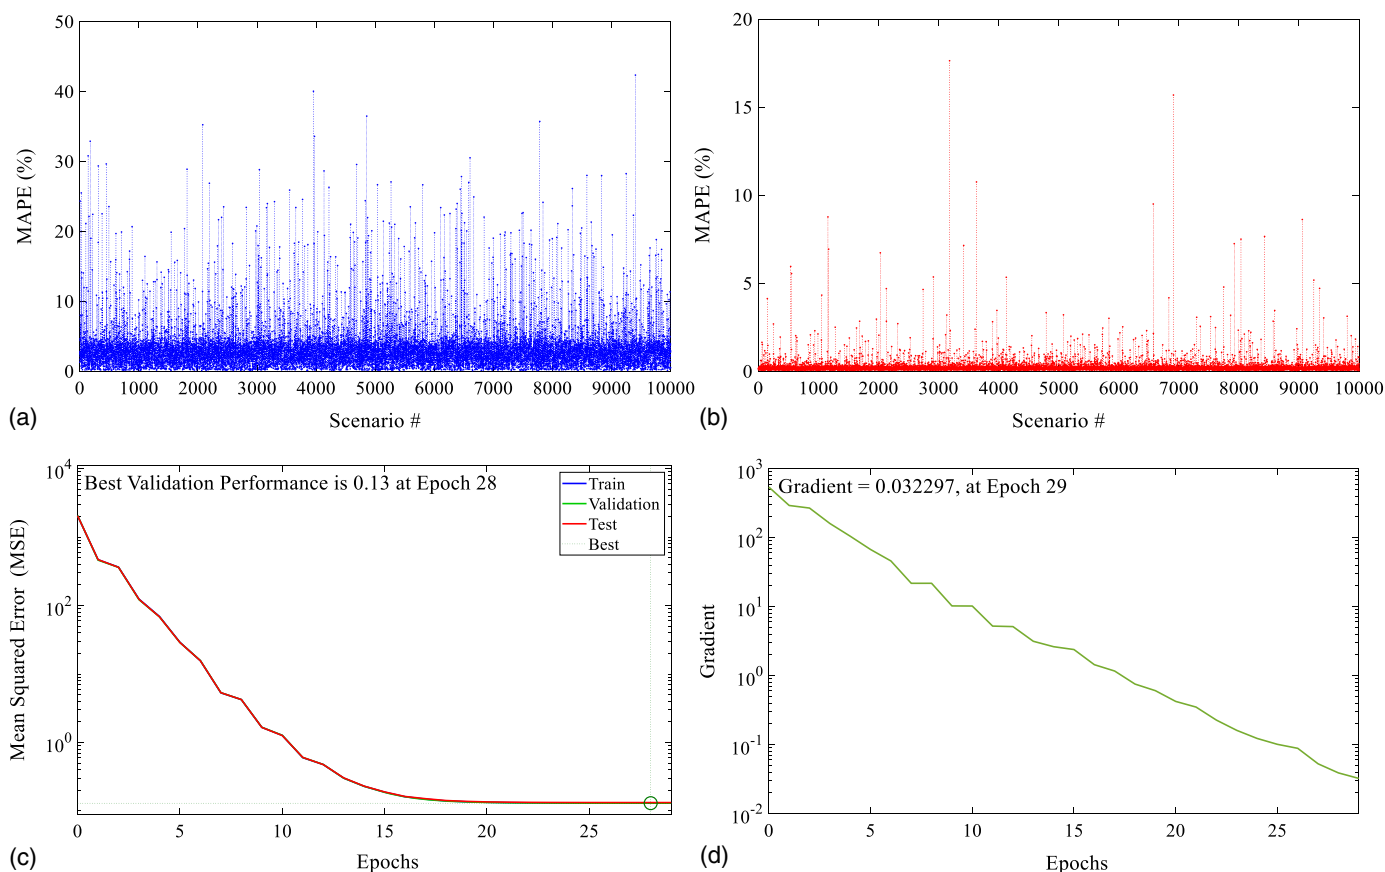 50
40
30
20
10
0
MAPE (%)
0 1000 2000 3000 4000 5000 6000 7000 8000 9000 10000
Scenario #
(a)
20
15
10
5
0
MAPE (%)
0 1000 2000 3000 4000 5000 6000 7000 8000 9000 10000
Scenario #
(b)
10^4
10^2
10^0
Mean Squared Error (MSE)
Best Validation Performance is 0.13 at Epoch 28
Train
Validation
Test
Best
0 5 10 15 20 25
Epochs
(c)
10^3
10^2
10^1
10^0
10^-1
10^-2
Gradient
Gradient = 0.032297, at Epoch 29
0 5 10 15 20 25
Epochs
(d)